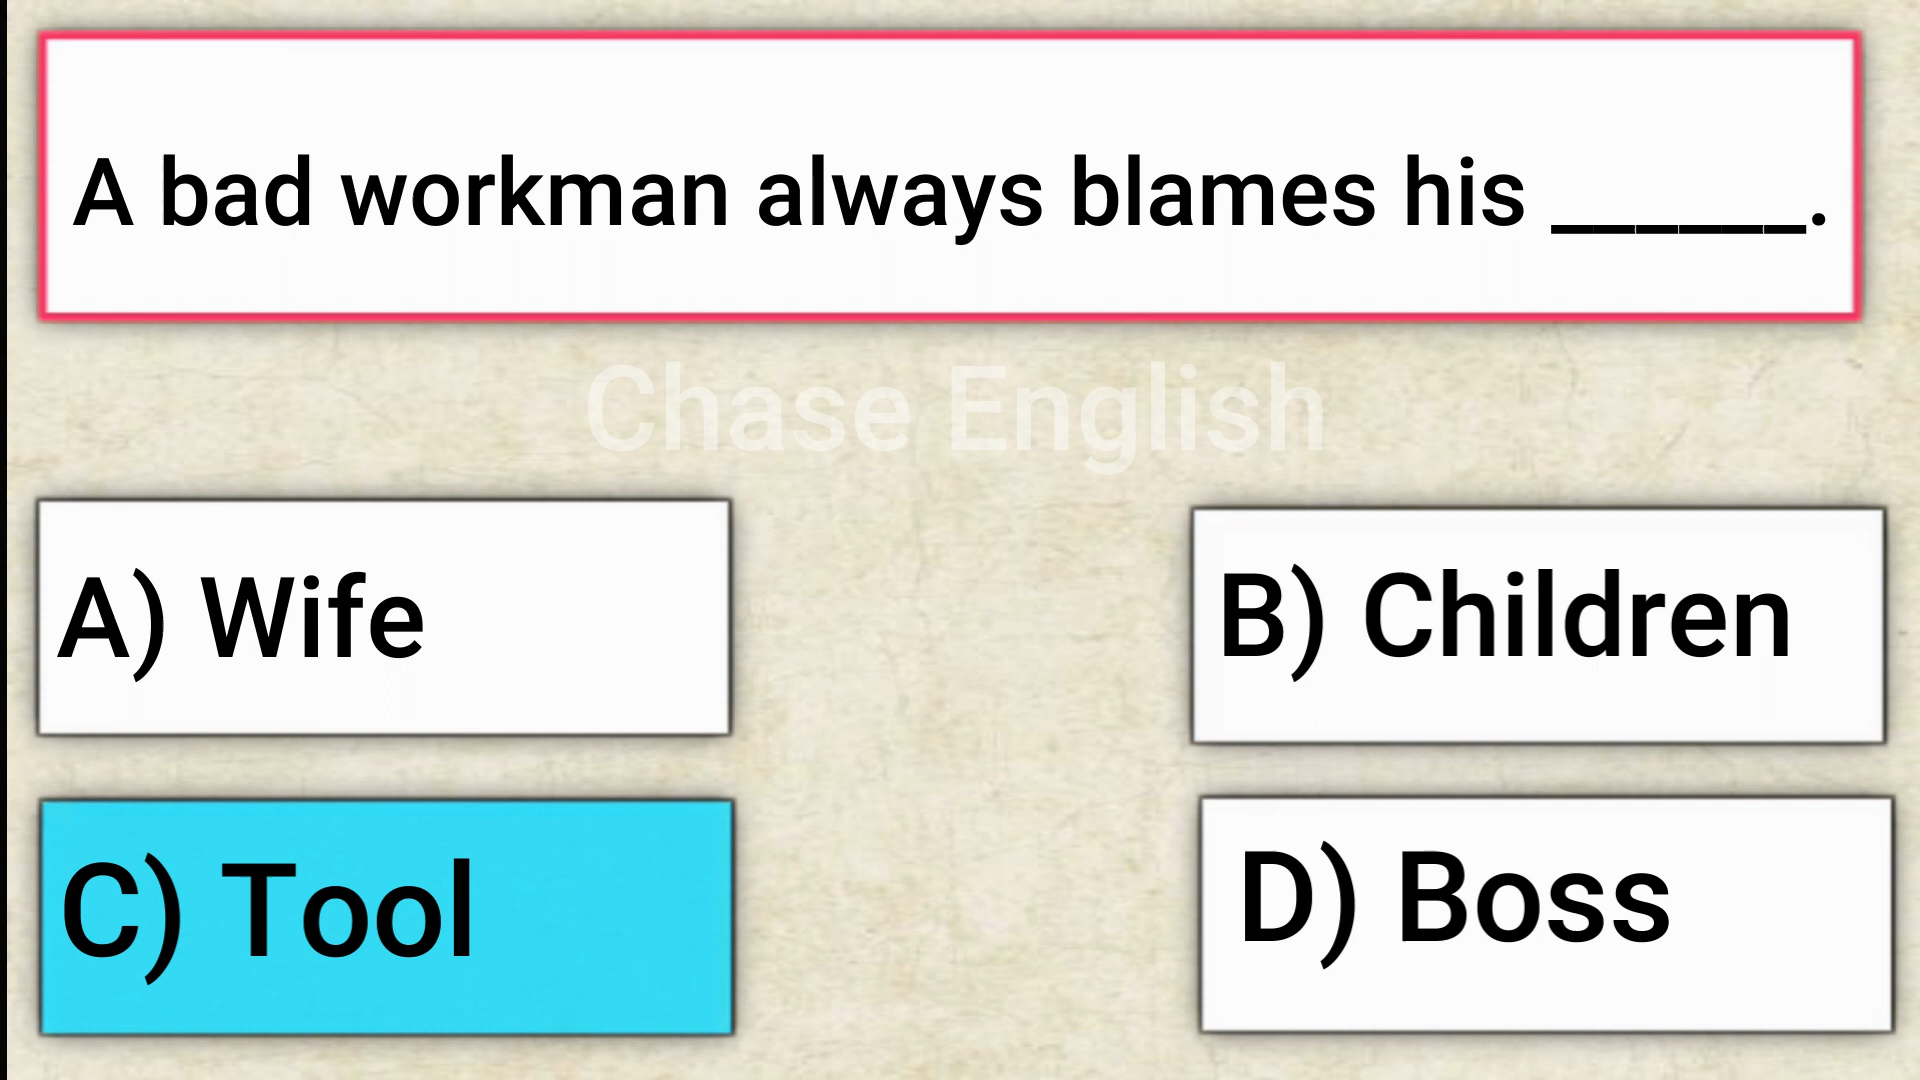 A bad workman always blames his ______.
Chase English
A) Wife
B) Children
C) Tool
D) Boss